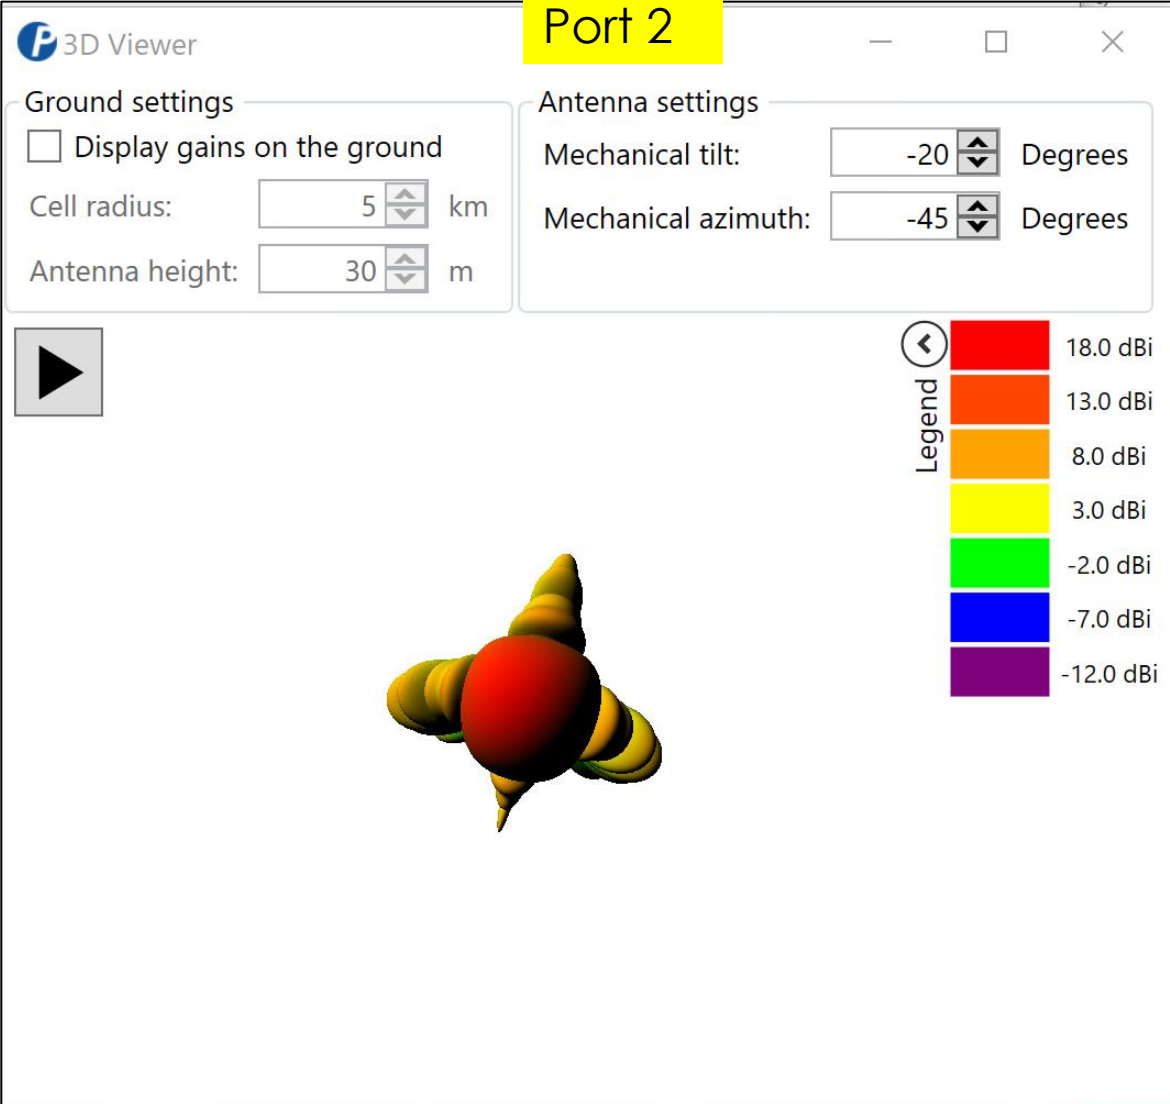 Port 2
3D Viewer
Ground settings
Display gains on the ground
Cell radius: 5 km
Antenna height: 30 m
Antenna settings
Mechanical tilt: -20 Degrees
Mechanical azimuth: -45 Degrees
Legend
18.0 dBi
13.0 dBi
8.0 dBi
3.0 dBi
-2.0 dBi
-7.0 dBi
-12.0 dBi